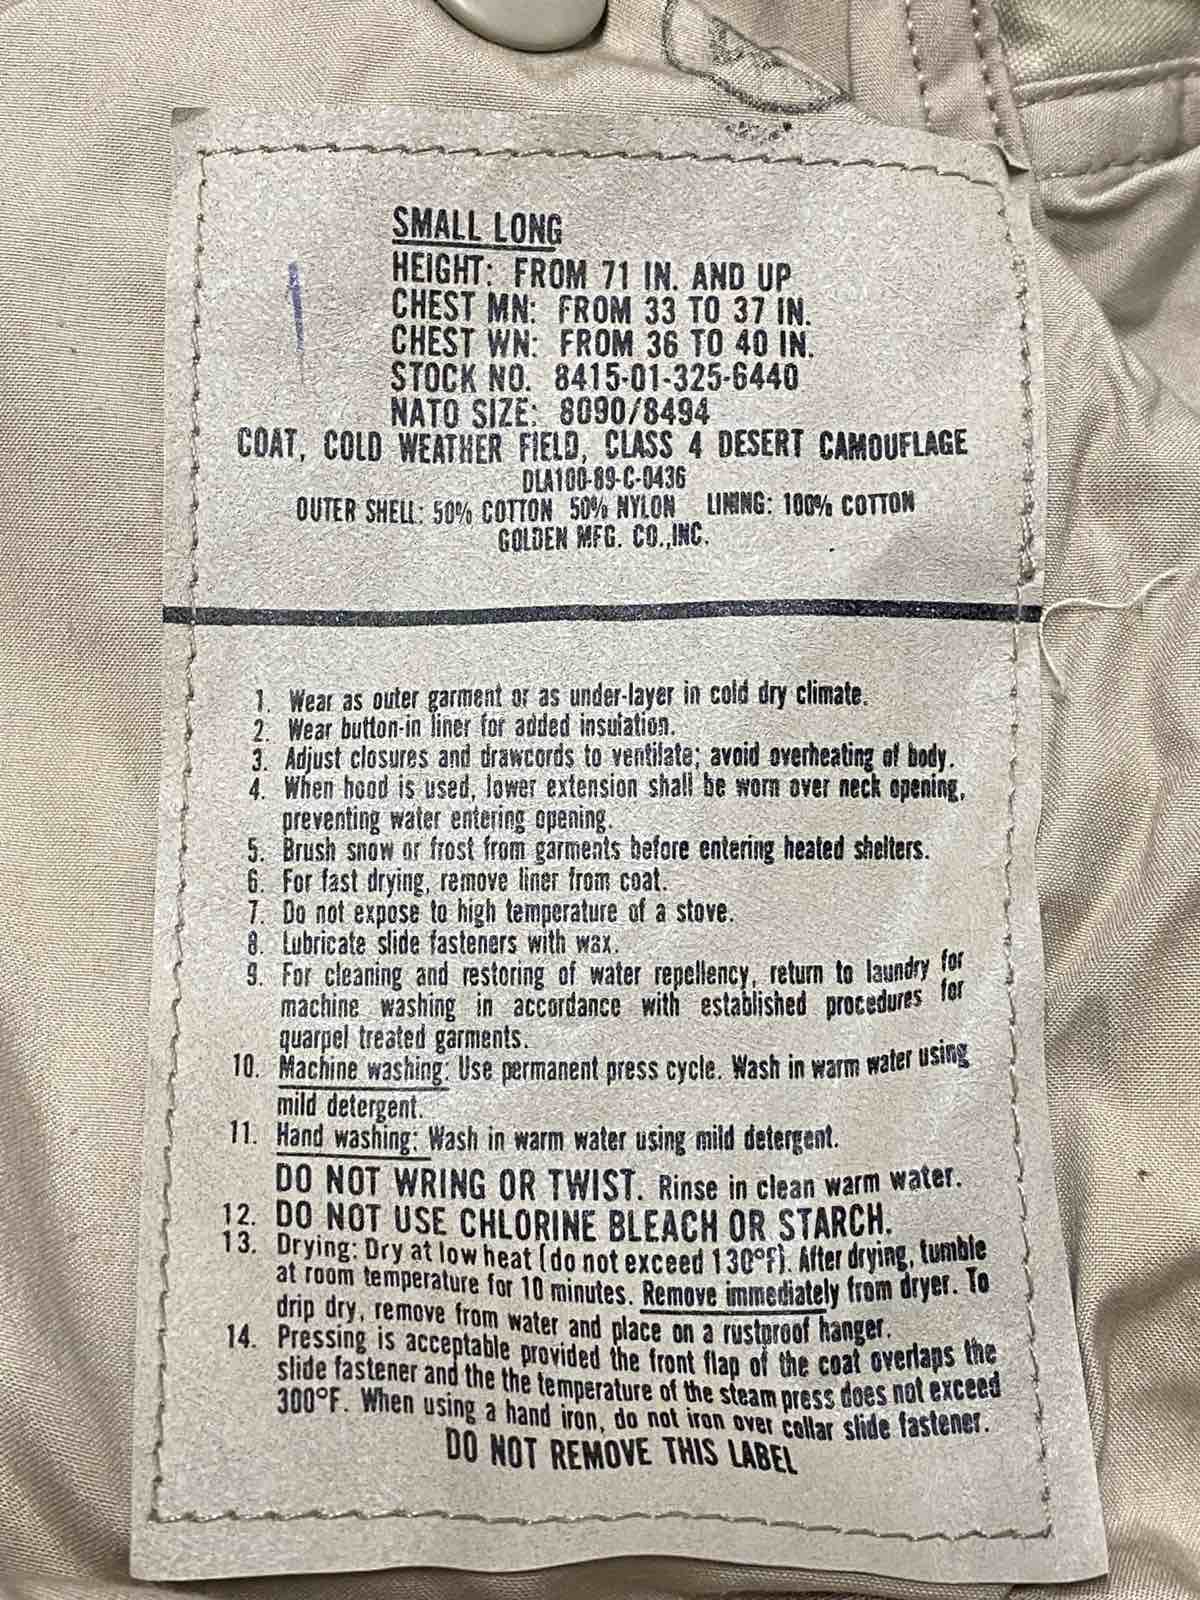 SMALL LONG
HEIGHT: FROM 71 IN. AND UP
CHEST MN: FROM 33 TO 37 IN.
CHEST WN: FROM 36 TO 40 IN.
STOCK NO. 8415-01-325-6440
NATO SIZE: 8090/8494
COAT, COLD WEATHER FIELD, CLASS 4 DESERT CAMOUFLAGE
DLA100-89-C-0436
OUTER SHELL: 50% COTTON 50% NYLON LINING: 100% COTTON
GOLDEN MFG. CO.,INC.
1. Wear as outer garment or as under-layer in cold dry climate.
2. Wear button-in liner for added insulation.
3. Adjust closures and drawcords to ventilate; avoid overheating of body.
4. When hood is used, lower extension shall be worn over neck opening,
preventing water entering opening.
5. Brush snow or frost from garments before entering heated shelters.
6. For fast drying, remove liner from coat.
7. Do not expose to high temperature of a stove.
8. Lubricate slide fasteners with wax.
9. For cleaning and restoring of water repellency, return to laundry for
machine washing in accordance with established procedures for
quarpel treated garments.
10. Machine washing: Use permanent press cycle. Wash in warm water using
mild detergent.
11. Hand washing: Wash in warm water using mild detergent.
DO NOT WRING OR TWIST. Rinse in clean warm water.
12. DO NOT USE CHLORINE BLEACH OR STARCH.
13. Drying: Dry at low heat (do not exceed 130°F). After drying, tumble
at room temperature for 10 minutes. Remove immediately from dryer. To
drip dry, remove from water and place on a rustproof hanger.
14. Pressing is acceptable provided the front flap of the coat overlaps the
slide fastener and the the temperature of the steam press does not exceed
300°F. When using a hand iron, do not iron over collar slide fastener.
DO NOT REMOVE THIS LABEL